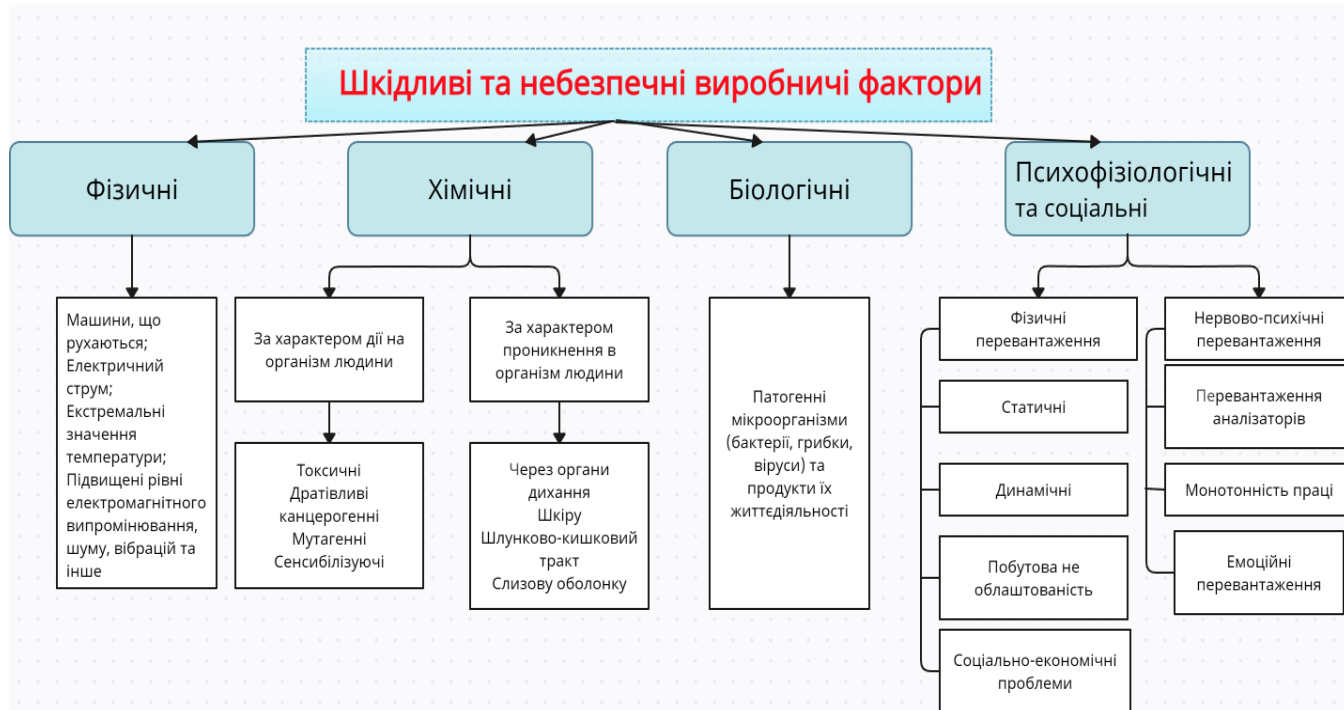 Шкідливі та небезпечні виробничі фактори
Фізичні
Хімічні
Біологічні
Психофізіологічні
та соціальні
Машини, що
рухаються;
Електричний
струм;
Екстремальні
значення
температури;
Підвищені рівні
електромагнітного
випромінювання,
шуму, вібрацій та
інше
За характером дії на
організм людини
Токсичні
Дратівливі
канцерогенні
Мутагенні
Сенсибілізуючі
За характером
проникнення в
організм людини
Через органи
дихання
Шкіру
Шлунково-кишковий
тракт
Слизову оболонку
Патогенні
мікроорганізми
(бактерії, грибки,
віруси) та
продукти їх
життєдіяльності
Фізичні
перевантаження
Статичні
Динамічні
Побутова не
облаштованість
Соціально-економічні
проблеми
Нервово-психічні
перевантаження
Перевантаження
аналізаторів
Монотонність праці
Емоційні
перевантаження